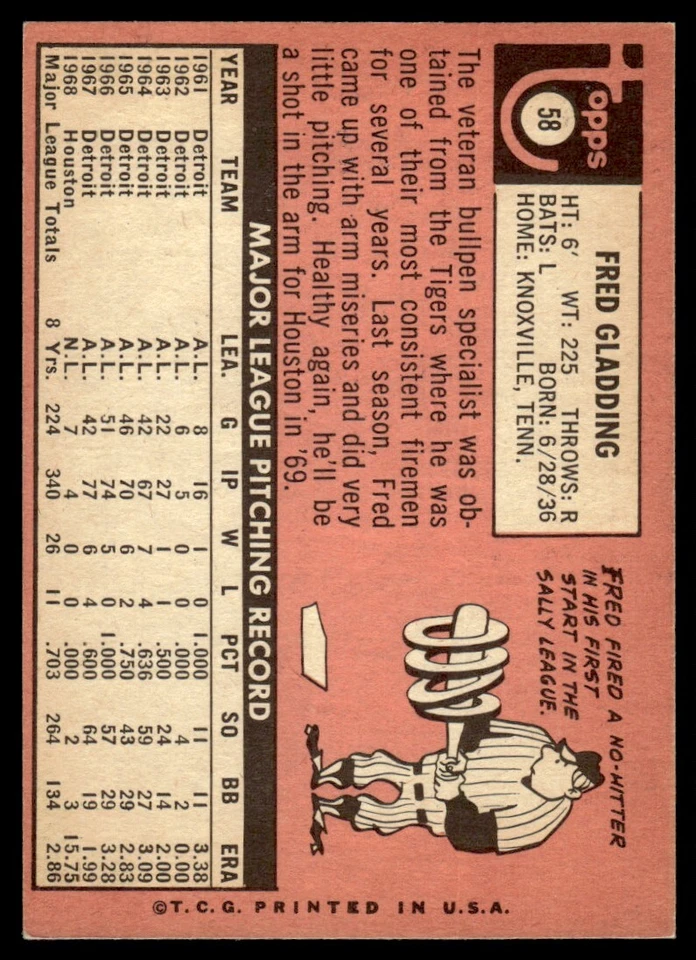 Topps
58
FRED GLADDING
HT: 6' WT: 225 THROWS: R
BATS: L BORN: 6/28/36
HOME: KNOXVILLE, TENN.
The veteran bullpen specialist was ob-
tained from the Tigers where he was
one of their most consistent firemen
for several years. Last season, Fred
came up with arm miseries and did very
little pitching. Healthy again, he'll be
a shot in the arm for Houston in '69.
FRED FIRED A NO-HITTER
IN HIS FIRST
START IN THE
SALLY LEAGUE.
MAJOR LEAGUE PITCHING RECORD
YEAR TEAM LEA. G IP W L PCT SO BB ERA
1961 Detroit A.L. 8 16 1 0 1.000 11 11 3.38
1962 Detroit A.L. 6 5 0 0 .000 4 2 0.00
1963 Detroit A.L. 22 27 1 1 .500 24 14 2.00
1964 Detroit A.L. 42 67 7 4 .636 59 27 3.09
1965 Detroit A.L. 46 70 6 2 .750 43 29 2.83
1966 Detroit A.L. 51 74 5 0 1.000 57 29 3.28
1967 Detroit A.L. 42 77 6 4 .600 64 19 1.99
1968 Houston N.L. 7 4 0 0 .000 2 3 15.75
Major League Totals 8 Yrs. 224 340 26 11 .703 264 134 2.86
©T.C.G. PRINTED IN U.S.A.